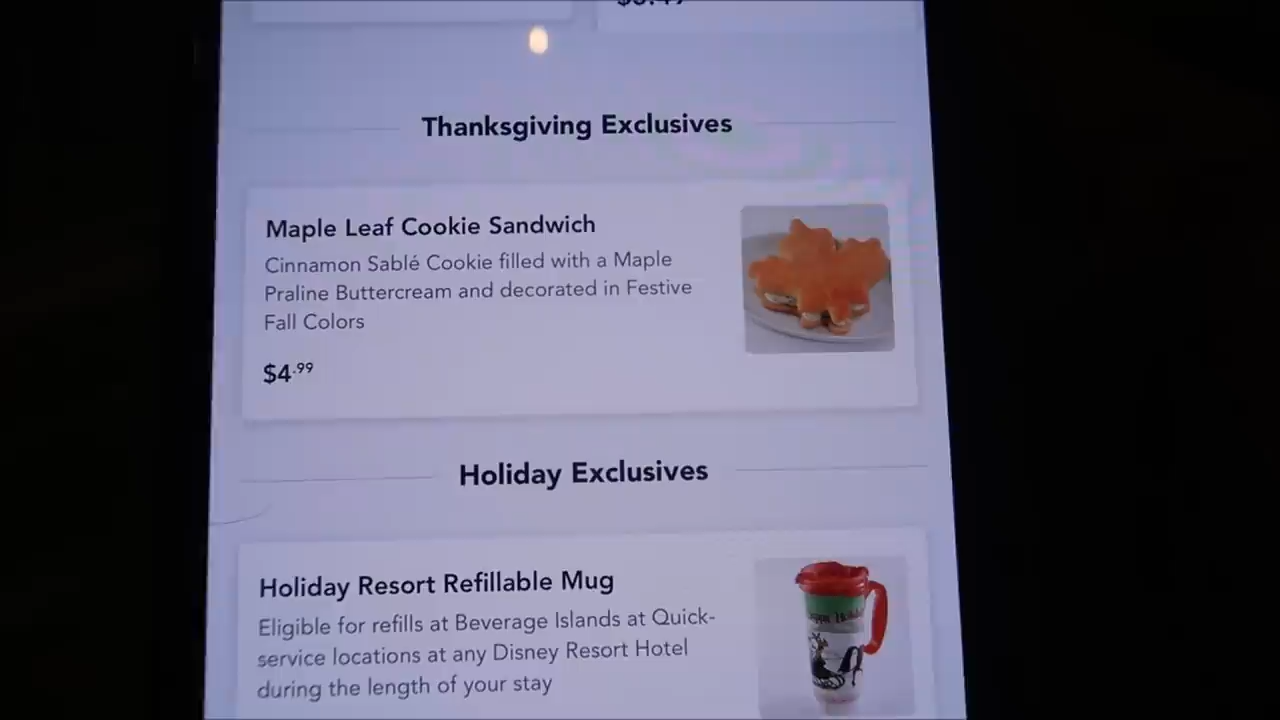 Thanksgiving Exclusives
Maple Leaf Cookie Sandwich
Cinnamon Sablé Cookie filled with a Maple
Praline Buttercream and decorated in Festive
Fall Colors
$4.99
Holiday Exclusives
Holiday Resort Refillable Mug
Eligible for refills at Beverage Islands at Quick-
service locations at any Disney Resort Hotel
during the length of your stay